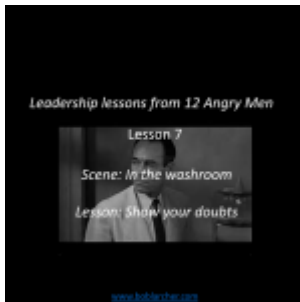 Leadership lessons from 12 Angry Men
Lesson 7
Scene: In the washroom
Lesson: Show your doubts